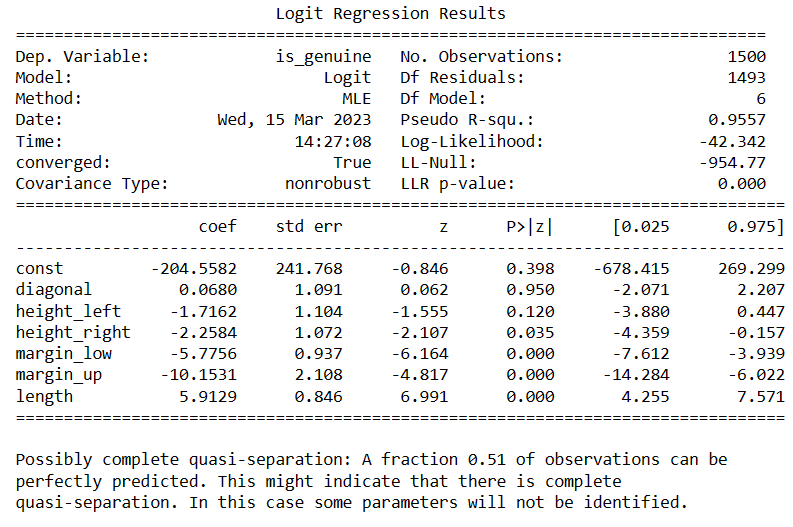 Logit Regression Results
==============================================================================
Dep. Variable: is_genuine No. Observations: 1500
Model: Logit Df Residuals: 1493
Method: MLE Df Model: 6
Date: Wed, 15 Mar 2023 Pseudo R-squ.: 0.9557
Time: 14:27:08 Log-Likelihood: -42.342
converged: True LL-Null: -954.77
Covariance Type: nonrobust LLR p-value: 0.000
================================================================================
coef std err z P>|z| [0.025 0.975]
--------------------------------------------------------------------------------
const -204.5582 241.768 -0.846 0.398 -678.415 269.299
diagonal 0.0680 1.091 0.062 0.950 -2.071 2.207
height_left -1.7162 1.104 -1.555 0.120 -3.880 0.447
height_right -2.2584 1.072 -2.107 0.035 -4.359 -0.157
margin_low -5.7756 0.937 -6.164 0.000 -7.612 -3.939
margin_up -10.1531 2.108 -4.817 0.000 -14.284 -6.022
length 5.9129 0.846 6.991 0.000 4.255 7.571
================================================================================
Possibly complete quasi-separation: A fraction 0.51 of observations can be
perfectly predicted. This might indicate that there is complete
quasi-separation. In this case some parameters will not be identified.